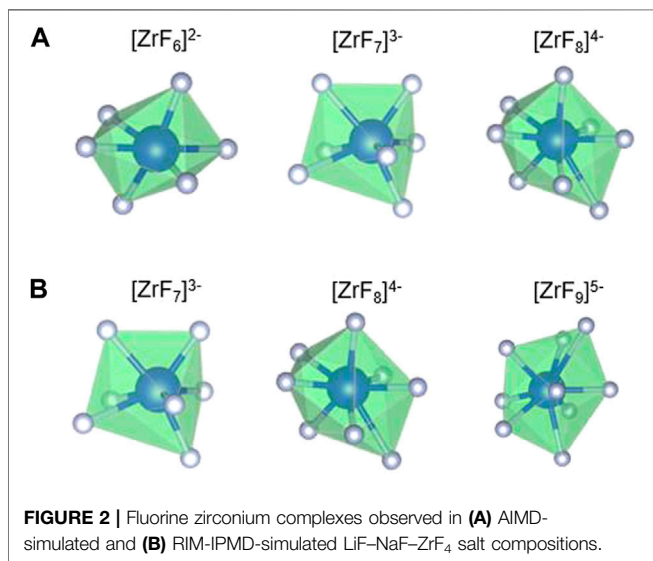 A
[ZrF₆]²⁻ [ZrF₇]³⁻ [ZrF₈]⁴⁻
B
[ZrF₇]³⁻ [ZrF₈]⁴⁻ [ZrF₉]⁵⁻
FIGURE 2 | Fluorine zirconium complexes observed in (A) AIMD-
simulated and (B) RIM-IPMD-simulated LiF–NaF–ZrF₄ salt compositions.